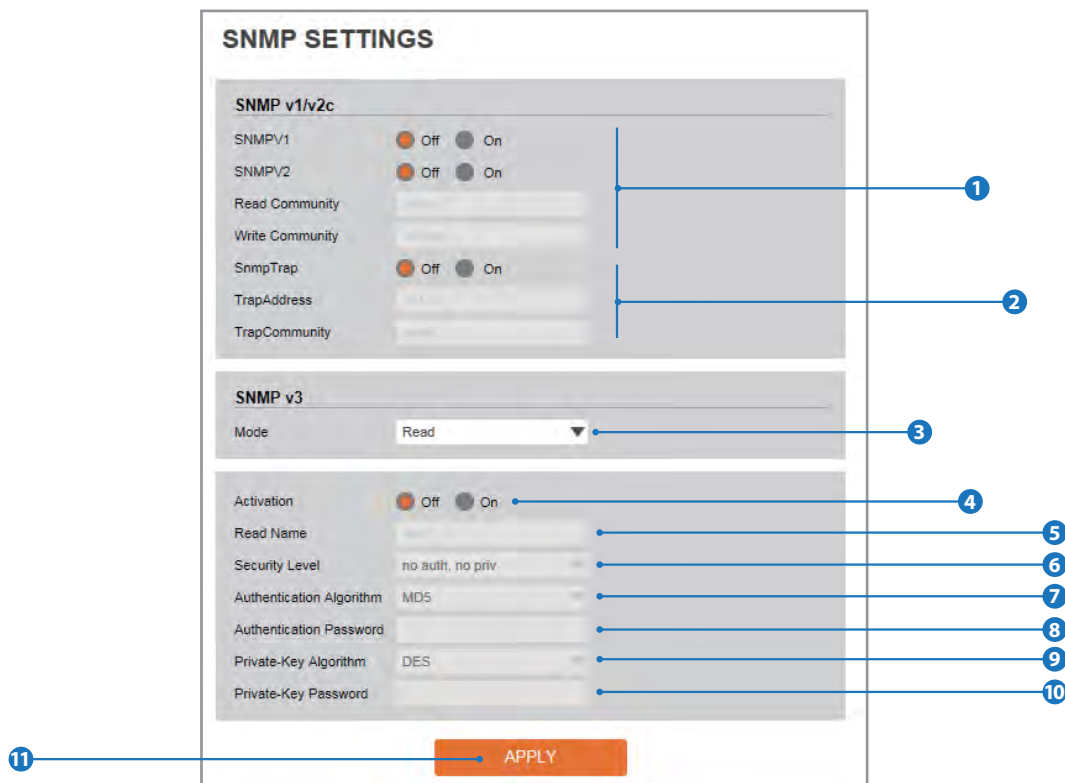 SNMP SETTINGS
SNMP v1/v2c
SNMPV1 Off On
1
SNMPV2 Off On
Read Community
Write Community
SnmpTrap Off On
2
TrapAddress
TrapCommunity
SNMP v3
Mode Read 3
Activation Off On 4
Read Name 5
Security Level no auth, no priv 6
Authentication Algorithm MD5 7
Authentication Password 8
Private-Key Algorithm DES 9
Private-Key Password 10
11 APPLY